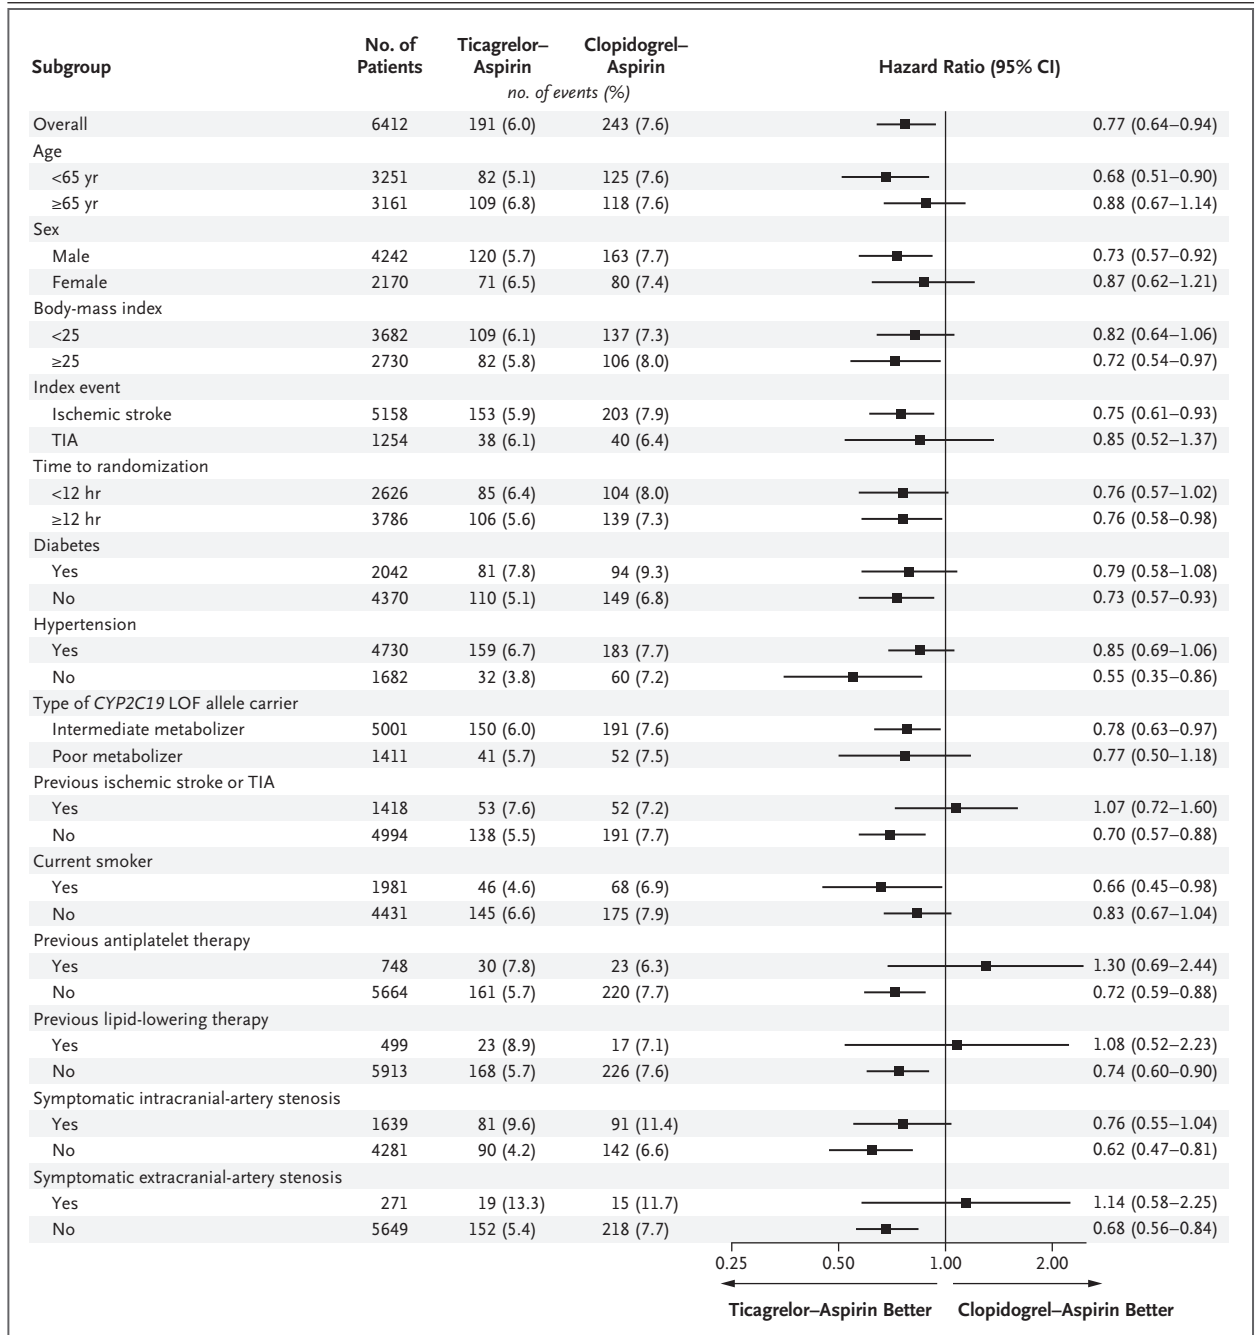 Subgroup No. of Patients Ticagrelor–Aspirin Clopidogrel–Aspirin Hazard Ratio (95% CI)
no. of events (%)
Overall 6412 191 (6.0) 243 (7.6) 0.77 (0.64–0.94)
Age
<65 yr 3251 82 (5.1) 125 (7.6) 0.68 (0.51–0.90)
≥65 yr 3161 109 (6.8) 118 (7.6) 0.88 (0.67–1.14)
Sex
Male 4242 120 (5.7) 163 (7.7) 0.73 (0.57–0.92)
Female 2170 71 (6.5) 80 (7.4) 0.87 (0.62–1.21)
Body-mass index
<25 3682 109 (6.1) 137 (7.3) 0.82 (0.64–1.06)
≥25 2730 82 (5.8) 106 (8.0) 0.72 (0.54–0.97)
Index event
Ischemic stroke 5158 153 (5.9) 203 (7.9) 0.75 (0.61–0.93)
TIA 1254 38 (6.1) 40 (6.4) 0.85 (0.52–1.37)
Time to randomization
<12 hr 2626 85 (6.4) 104 (8.0) 0.76 (0.57–1.02)
≥12 hr 3786 106 (5.6) 139 (7.3) 0.76 (0.58–0.98)
Diabetes
Yes 2042 81 (7.8) 94 (9.3) 0.79 (0.58–1.08)
No 4370 110 (5.1) 149 (6.8) 0.73 (0.57–0.93)
Hypertension
Yes 4730 159 (6.7) 183 (7.7) 0.85 (0.69–1.06)
No 1682 32 (3.8) 60 (7.2) 0.55 (0.35–0.86)
Type of CYP2C19 LOF allele carrier
Intermediate metabolizer 5001 150 (6.0) 191 (7.6) 0.78 (0.63–0.97)
Poor metabolizer 1411 41 (5.7) 52 (7.5) 0.77 (0.50–1.18)
Previous ischemic stroke or TIA
Yes 1418 53 (7.6) 52 (7.2) 1.07 (0.72–1.60)
No 4994 138 (5.5) 191 (7.7) 0.70 (0.57–0.88)
Current smoker
Yes 1981 46 (4.6) 68 (6.9) 0.66 (0.45–0.98)
No 4431 145 (6.6) 175 (7.9) 0.83 (0.67–1.04)
Previous antiplatelet therapy
Yes 748 30 (7.8) 23 (6.3) 1.30 (0.69–2.44)
No 5664 161 (5.7) 220 (7.7) 0.72 (0.59–0.88)
Previous lipid-lowering therapy
Yes 499 23 (8.9) 17 (7.1) 1.08 (0.52–2.23)
No 5913 168 (5.7) 226 (7.6) 0.74 (0.60–0.90)
Symptomatic intracranial-artery stenosis
Yes 1639 81 (9.6) 91 (11.4) 0.76 (0.55–1.04)
No 4281 90 (4.2) 142 (6.6) 0.62 (0.47–0.81)
Symptomatic extracranial-artery stenosis
Yes 271 19 (13.3) 15 (11.7) 1.14 (0.58–2.25)
No 5649 152 (5.4) 218 (7.7) 0.68 (0.56–0.84)
0.25 0.50 1.00 2.00
Ticagrelor–Aspirin Better Clopidogrel–Aspirin Better